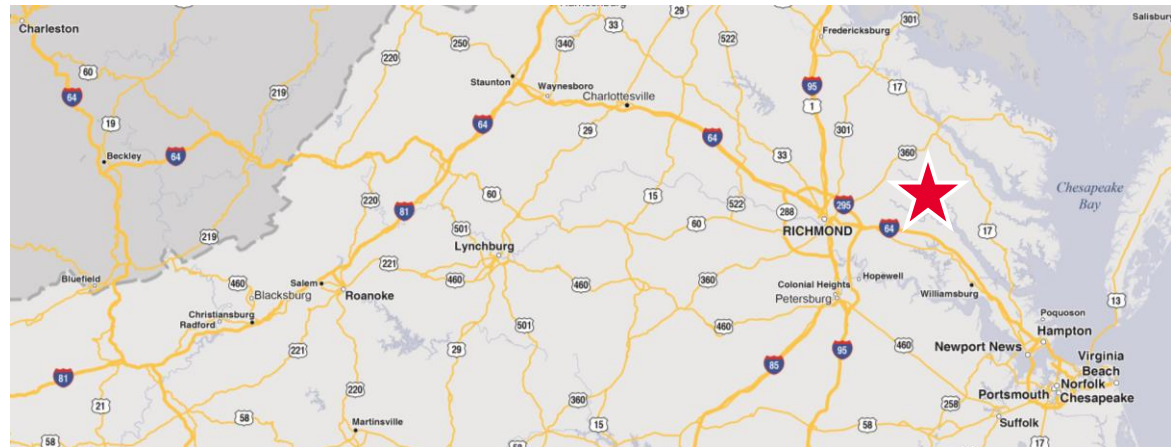 29
301
Charleston
33
Fredericksburg
Salisbury
250
340
522
220
60
Staunton
Waynesboro
17
64
219
Charlottesville
95
1
19
64
29
301
64
Beckley
64
33
360
Chesapeake
Bay
60
15
295
220
522
81
288
501
RICHMOND
219
60
64
17
Lynchburg
221
Bluefield
460
Salem
460
360
Hopewell
Blacksburg
Roanoke
Colonial Heights
Petersburg
Williamsburg
13
Christiansburg
Radford
501
460
Poquoson
Hampton
221
29
95
460
Newport News
Virginia
Beach
85
81
220
Norfolk
Portsmouth
Chesapeake
21
360
258
58
Martinsville
15
58
Suffolk
58
58
17